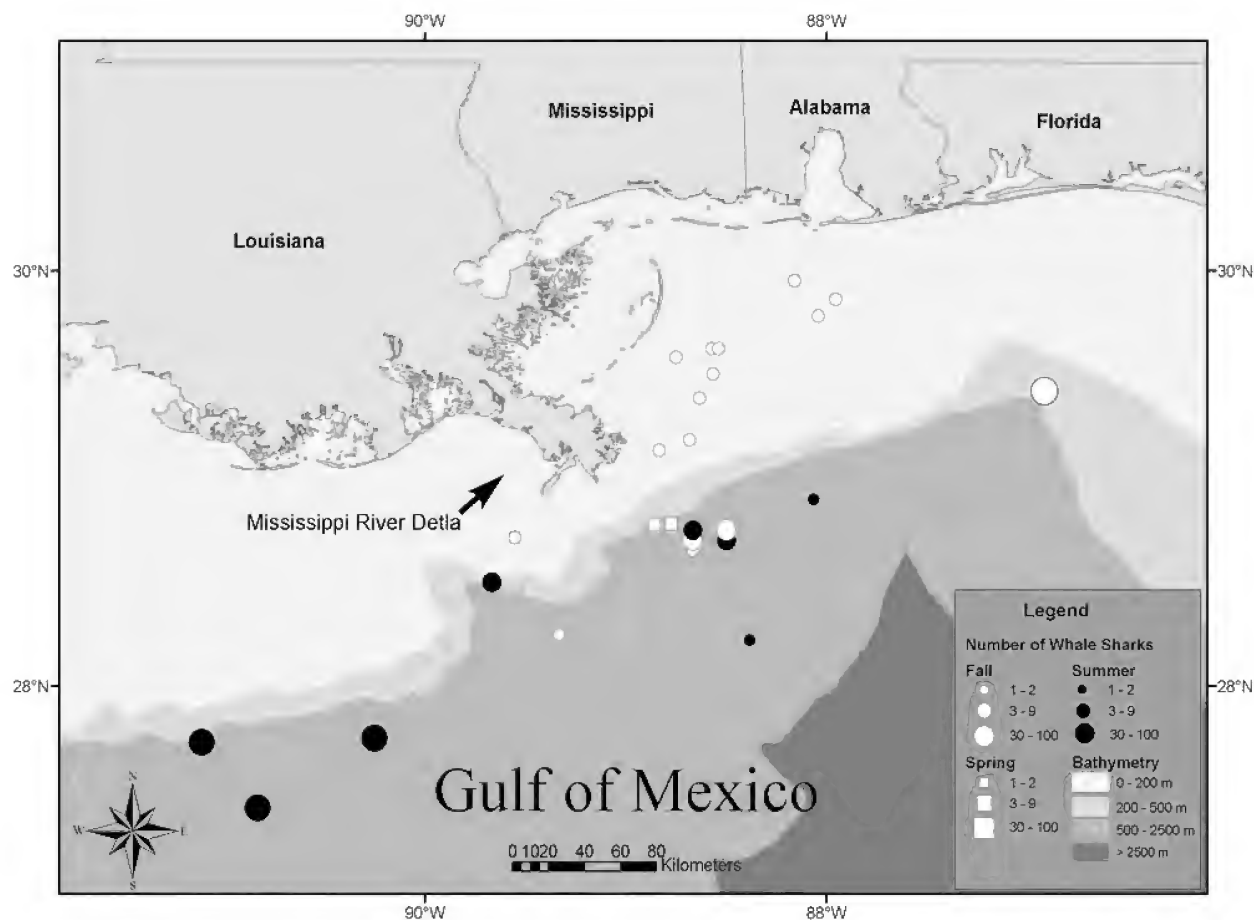 90°W 88°W
Mississippi
Alabama
Florida
Louisiana
30°N 30°N
Mississippi River Detla
28°N 28°N
Gulf of Mexico
0 10 20 40 60 80
Kilometers
N
W E
S
Legend
Number of Whale Sharks
Fall Summer
1 - 2 1 - 2
3 - 9 3 - 9
30 - 100 30 - 100
Spring Bathymetry
1 - 2 0 - 200 m
3 - 9 200 - 500 m
30 - 100 500 - 2500 m
> 2500 m
90°W 88°W